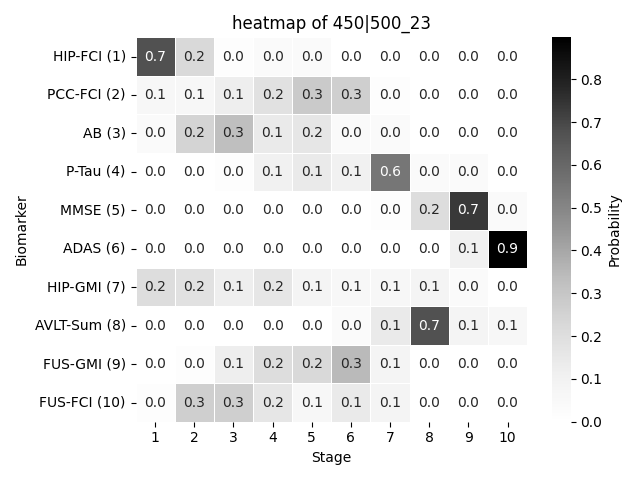 heatmap of 450|500_23
Biomarker
HIP-FCI (1) 0.7 0.2 0.0 0.0 0.0 0.0 0.0 0.0 0.0 0.0
PCC-FCI (2) 0.1 0.1 0.1 0.2 0.3 0.3 0.0 0.0 0.0 0.0
AB (3) 0.0 0.2 0.3 0.1 0.2 0.0 0.0 0.0 0.0 0.0
P-Tau (4) 0.0 0.0 0.0 0.1 0.1 0.1 0.6 0.0 0.0 0.0
MMSE (5) 0.0 0.0 0.0 0.0 0.0 0.0 0.0 0.2 0.7 0.0
ADAS (6) 0.0 0.0 0.0 0.0 0.0 0.0 0.0 0.0 0.1 0.9
HIP-GMI (7) 0.2 0.2 0.1 0.2 0.1 0.1 0.1 0.1 0.0 0.0
AVLT-Sum (8) 0.0 0.0 0.0 0.0 0.0 0.0 0.1 0.7 0.1 0.1
FUS-GMI (9) 0.0 0.0 0.1 0.2 0.2 0.3 0.1 0.0 0.0 0.0
FUS-FCI (10) 0.0 0.3 0.3 0.2 0.1 0.1 0.1 0.0 0.0 0.0
1 2 3 4 5 6 7 8 9 10
Stage
0.8
0.7
0.6
0.5
0.4
0.3
0.2
0.1
0.0
Probability